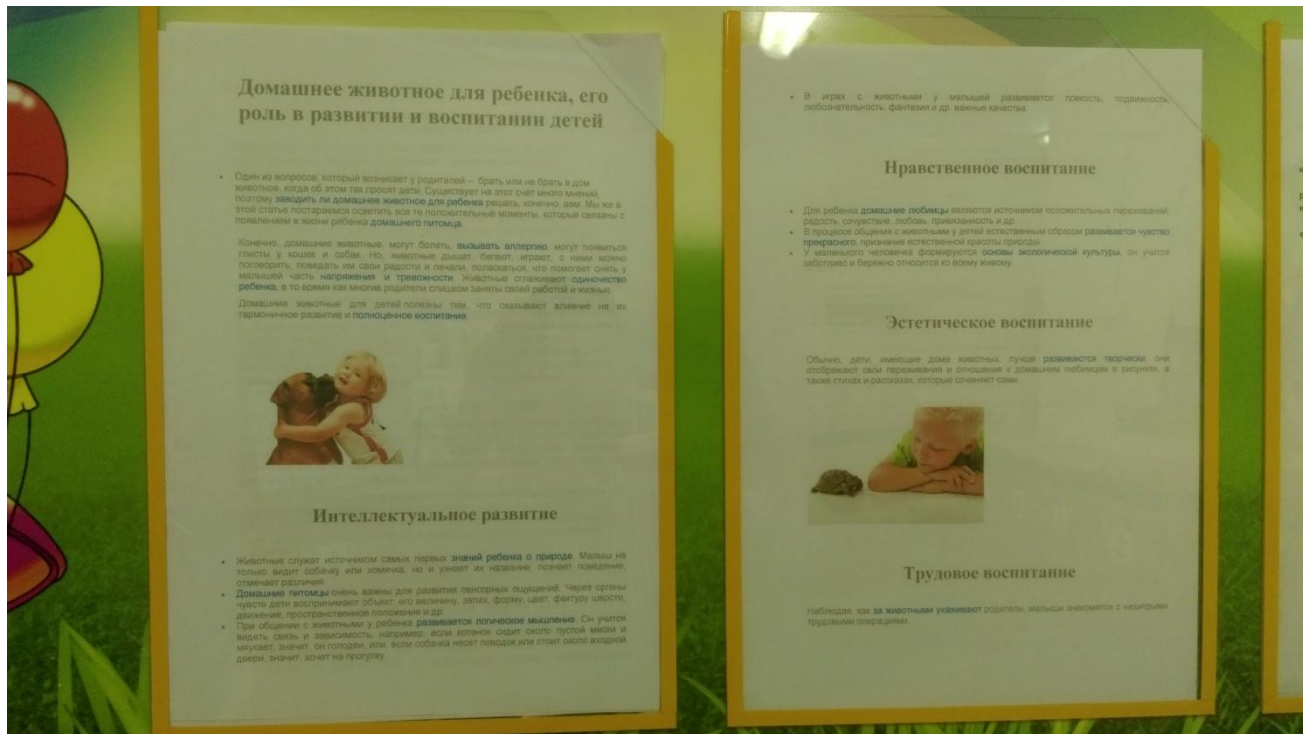 Домашнее животное для ребенка, его
роль в развитии и воспитании детей
• Один из вопросов, который возникает у родителей – брать или не брать в дом
животное, когда об этом так просят дети. Существует на этот счет много мнений,
поэтому заводить ли домашнее животное для ребенка решать, конечно, вам. Мы же в
этой статье постараемся осветить все те положительные моменты, которые связаны с
появлением в жизни ребенка домашнего питомца.
Конечно, домашние животные, могут болеть, вызывать аллергию, могут появиться
глисты у кошек и собак. Но, животные дышат, бегают, играют, с ними можно
поговорить, поведать им свои радости и печали, поласкаться, что помогает снять у
малышей часть напряжения и тревожности. Животные сглаживают одиночество
ребенка, в то время как многие родители слишком заняты своей работой и жизнью.
Домашние животные для детей полезны тем, что оказывают влияние на их
гармоничное развитие и полноценное воспитание.
Интеллектуальное развитие
• Животные служат источником самых первых знаний ребенка о природе. Малыш не
только видит собачку или хомячка, но и узнает их название, познает поведение,
отмечает различия.
• Домашние питомцы очень важны для развития сенсорных ощущений. Через органы
чувств дети воспринимают объект: его величину, запах, форму, цвет, фактуру шерсти,
движение, пространственное положение и др.
• При общении с животными у ребенка развивается логическое мышление. Он учится
видеть связь и зависимость, например, если котенок сидит около пустой миски и
мяукает, значит, он голоден, или, если собачка несет поводок или стоит около входной
двери, значит, хочет на прогулку.
• В играх с животными у малышей развивается ловкость, подвижность,
любознательность, фантазия и др. важные качества.
Нравственное воспитание
• Для ребенка домашние любимцы являются источником положительных переживаний:
радость, сочувствие, любовь, привязанность и др.
• В процессе общения с животными у детей естественным образом развивается чувство
прекрасного, признание естественной красоты природы.
• У маленького человечка формируются основы экологической культуры, он учится
заботливо и бережно относится ко всему живому.
Эстетическое воспитание
Обычно, дети, имеющие дома животных, лучше развиваются творчески, они
отображают свои переживания и отношения к домашним любимцам в рисунках, а
также стихах и рассказах, которые сочиняют сами.
Трудовое воспитание
Наблюдая, как за животными ухаживают родители, малыши знакомятся с нехитрыми
трудовыми операциями.